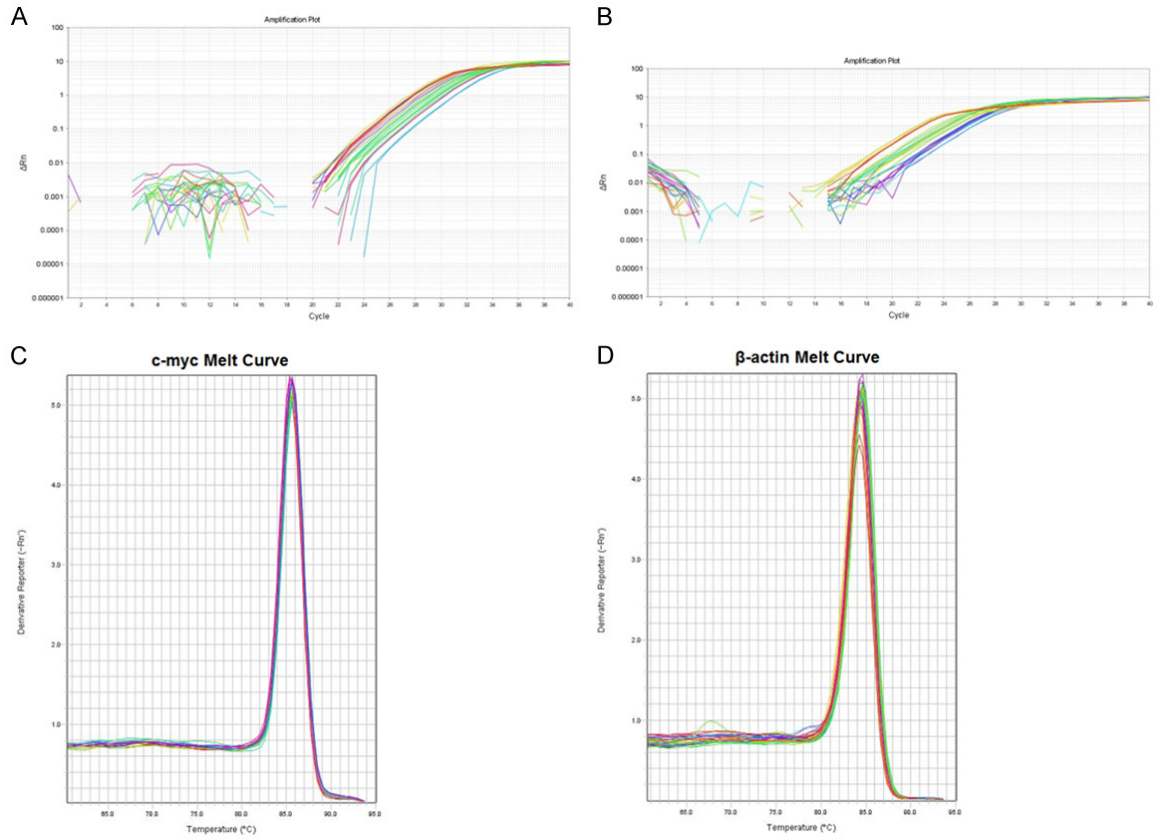 A
Amplification Plot
100
10
1
0.1
0.01
0.001
0.0001
0.00001
0.000001
ΔRn
2 4 6 8 10 12 14 16 18 20 22 24 26 28 30 32 34 36 38 40
Cycle
B
Amplification Plot
100
10
1
0.1
0.01
0.001
0.0001
0.00001
0.000001
ΔRn
2 4 6 8 10 12 14 16 18 20 22 24 26 28 30 32 34 36 38 40
Cycle
C
c-myc Melt Curve
5.0
4.0
3.0
2.0
1.0
Derivative Reporter (-Rn')
65.0 70.0 75.0 80.0 85.0 90.0 95.0
Temperature (°C)
D
β-actin Melt Curve
5.0
4.0
3.0
2.0
1.0
Derivative Reporter (-Rn')
65.0 70.0 75.0 80.0 85.0 90.0 95.0
Temperature (°C)